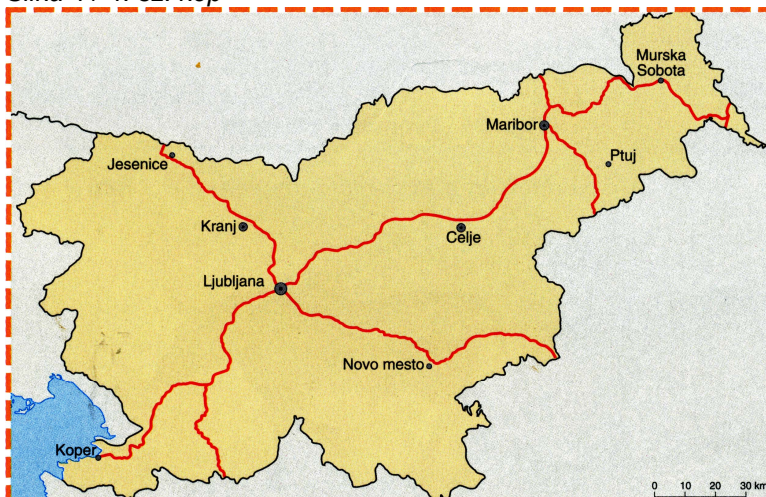 Murska
Sobota
Maribor
Ptuj
Jesenice
Kranj
Celje
Ljubljana
Novo mesto
Koper
0 10 20 30 km